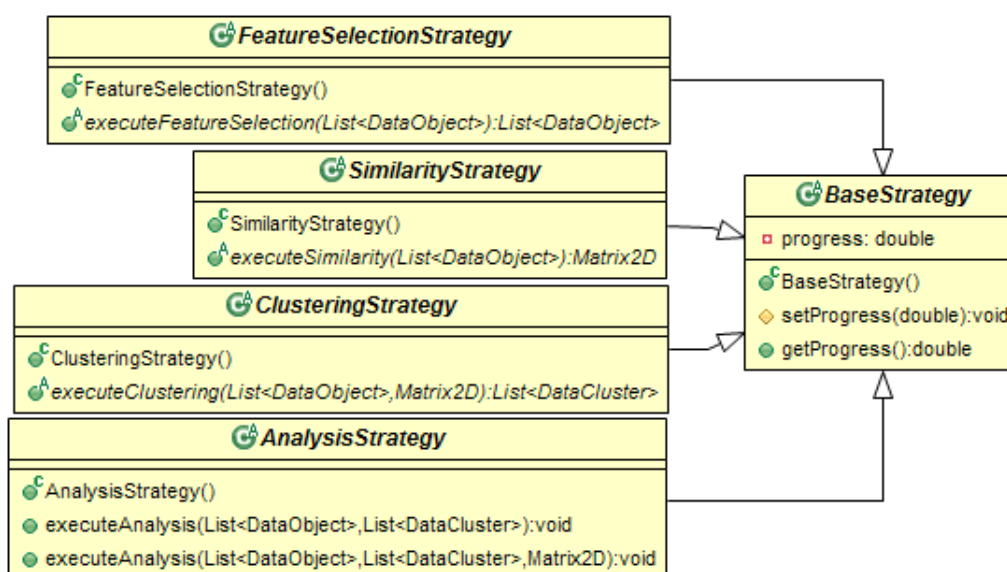 FeatureSelectionStrategy
FeatureSelectionStrategy()
executeFeatureSelection(List<DataObject>):List<DataObject>
SimilarityStrategy
SimilarityStrategy()
executeSimilarity(List<DataObject>):Matrix2D
ClusteringStrategy
ClusteringStrategy()
executeClustering(List<DataObject>,Matrix2D):List<DataCluster>
AnalysisStrategy
AnalysisStrategy()
executeAnalysis(List<DataObject>,List<DataCluster>):void
executeAnalysis(List<DataObject>,List<DataCluster>,Matrix2D):void
BaseStrategy
progress: double
BaseStrategy()
setProgress(double):void
getProgress():double